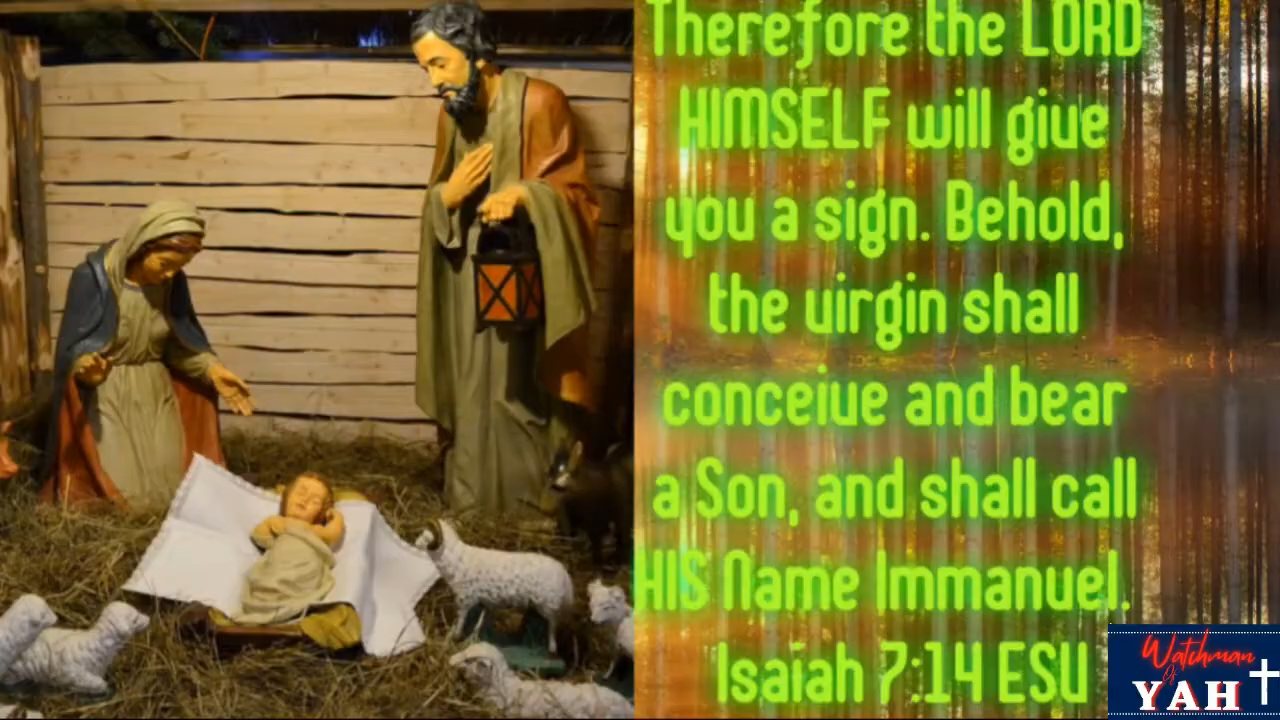 Therefore the LORD
HIMSELF will give
you a sign. Behold,
the virgin shall
conceive and bear
a Son, and shall call
HIS Name Immanuel.
Isaiah 7:14 ESV
Watchman
of
YAH